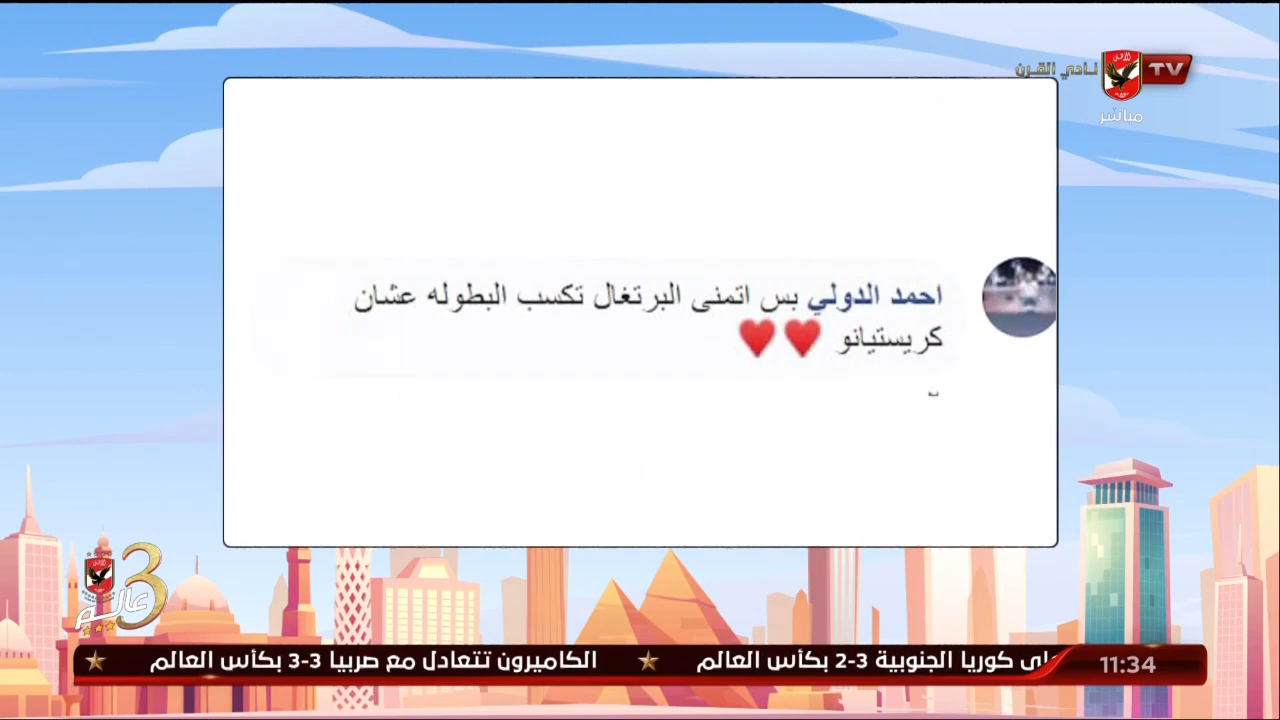 نادي القرن
TV
مباشر
احمد الدولي بس اتمنى البرتغال تكسب البطوله عشان
كريستيانو ❤️❤️
3
عالم
كوريا الجنوبية 3-2 بكأس العالم
الكاميرون تتعادل مع صربيا 3-3 بكأس العالم
11:34